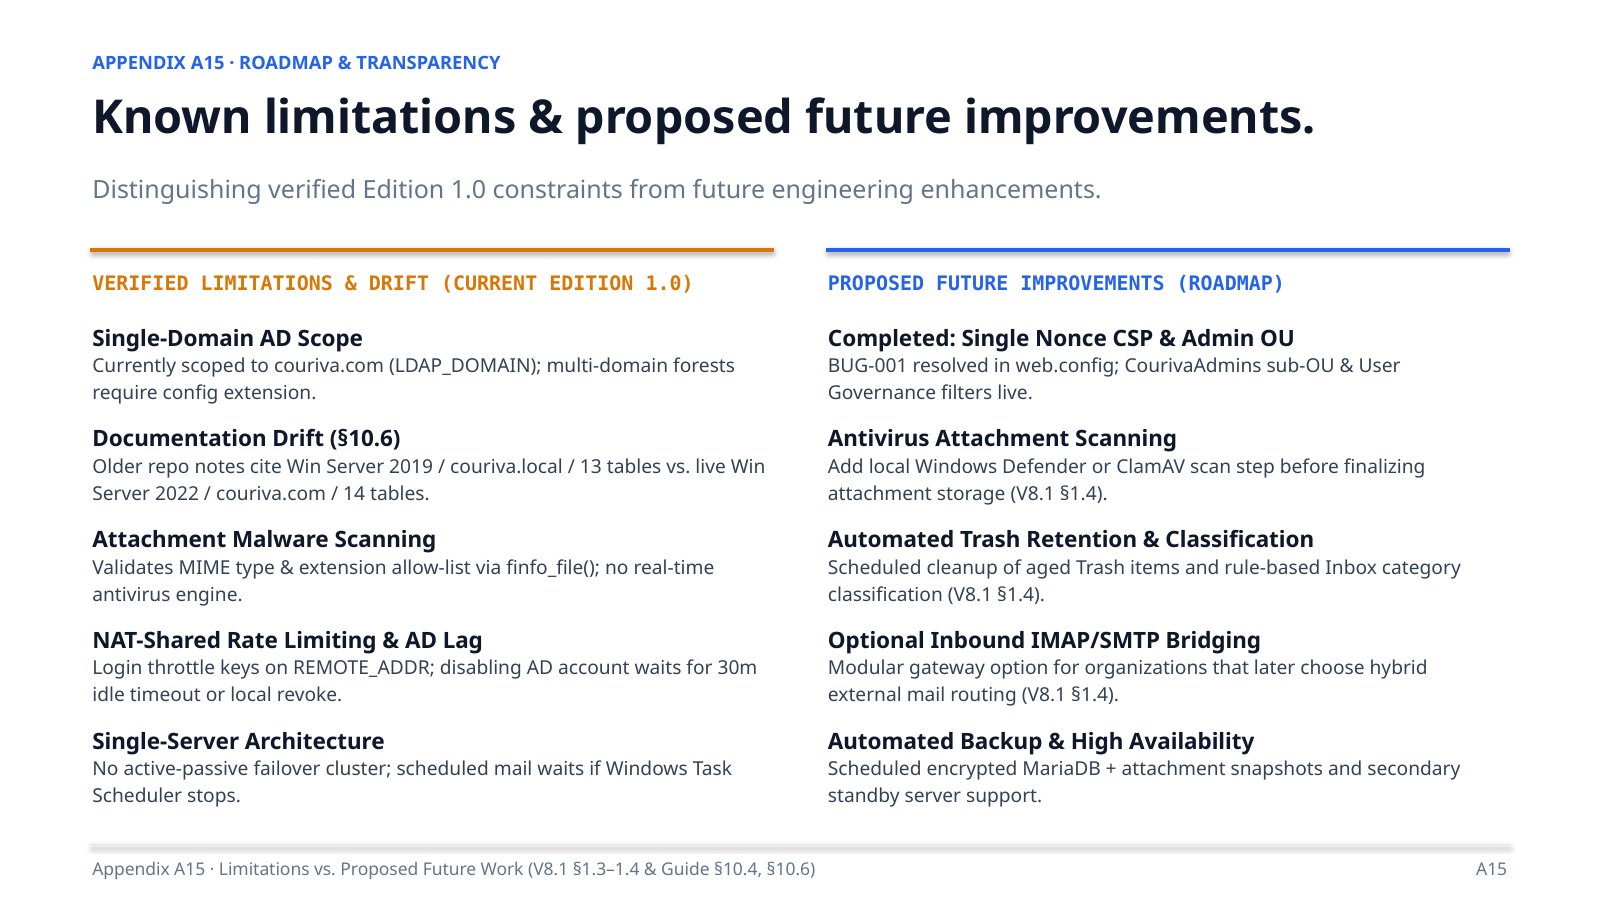 APPENDIX A15 · ROADMAP & TRANSPARENCY
Known limitations & proposed future improvements.
Distinguishing verified Edition 1.0 constraints from future engineering enhancements.
VERIFIED LIMITATIONS & DRIFT (CURRENT EDITION 1.0)
Single-Domain AD Scope
Currently scoped to couriva.com (LDAP_DOMAIN); multi-domain forests
require config extension.
Documentation Drift (§10.6)
Older repo notes cite Win Server 2019 / couriva.local / 13 tables vs. live Win
Server 2022 / couriva.com / 14 tables.
Attachment Malware Scanning
Validates MIME type & extension allow-list via finfo_file(); no real-time
antivirus engine.
NAT-Shared Rate Limiting & AD Lag
Login throttle keys on REMOTE_ADDR; disabling AD account waits for 30m
idle timeout or local revoke.
Single-Server Architecture
No active-passive failover cluster; scheduled mail waits if Windows Task
Scheduler stops.
PROPOSED FUTURE IMPROVEMENTS (ROADMAP)
Completed: Single Nonce CSP & Admin OU
BUG-001 resolved in web.config; CourivaAdmins sub-OU & User
Governance filters live.
Antivirus Attachment Scanning
Add local Windows Defender or ClamAV scan step before finalizing
attachment storage (V8.1 §1.4).
Automated Trash Retention & Classification
Scheduled cleanup of aged Trash items and rule-based Inbox category
classification (V8.1 §1.4).
Optional Inbound IMAP/SMTP Bridging
Modular gateway option for organizations that later choose hybrid
external mail routing (V8.1 §1.4).
Automated Backup & High Availability
Scheduled encrypted MariaDB + attachment snapshots and secondary
standby server support.
Appendix A15 · Limitations vs. Proposed Future Work (V8.1 §1.3–1.4 & Guide §10.4, §10.6)
A15